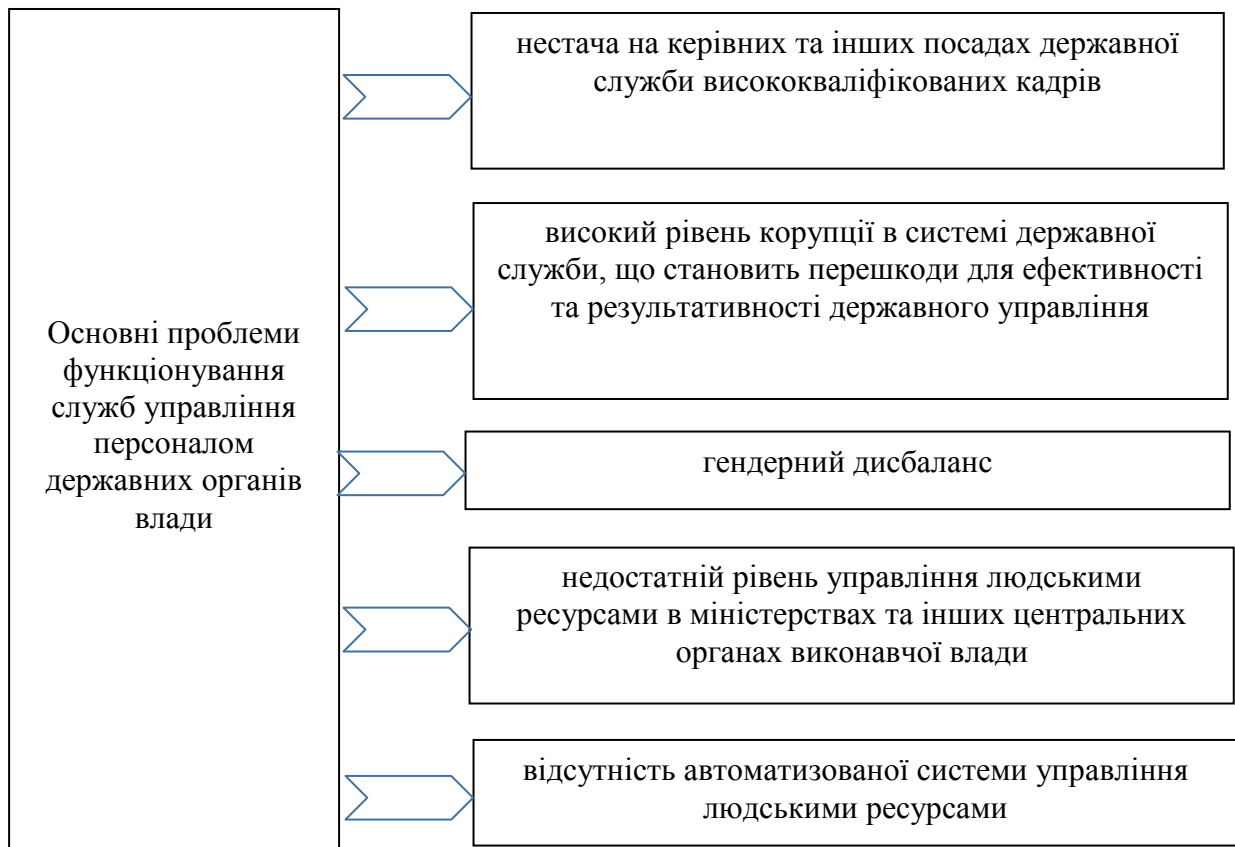 Основні проблеми
функціонування
служб управління
персоналом
державних органів
влади
нестача на керівних та інших посадах державної
служби висококваліфікованих кадрів
високий рівень корупції в системі державної
служби, що становить перешкоди для ефективності
та результативності державного управління
гендерний дисбаланс
недостатній рівень управління людськими
ресурсами в міністерствах та інших центральних
органах виконавчої влади
відсутність автоматизованої системи управління
людськими ресурсами